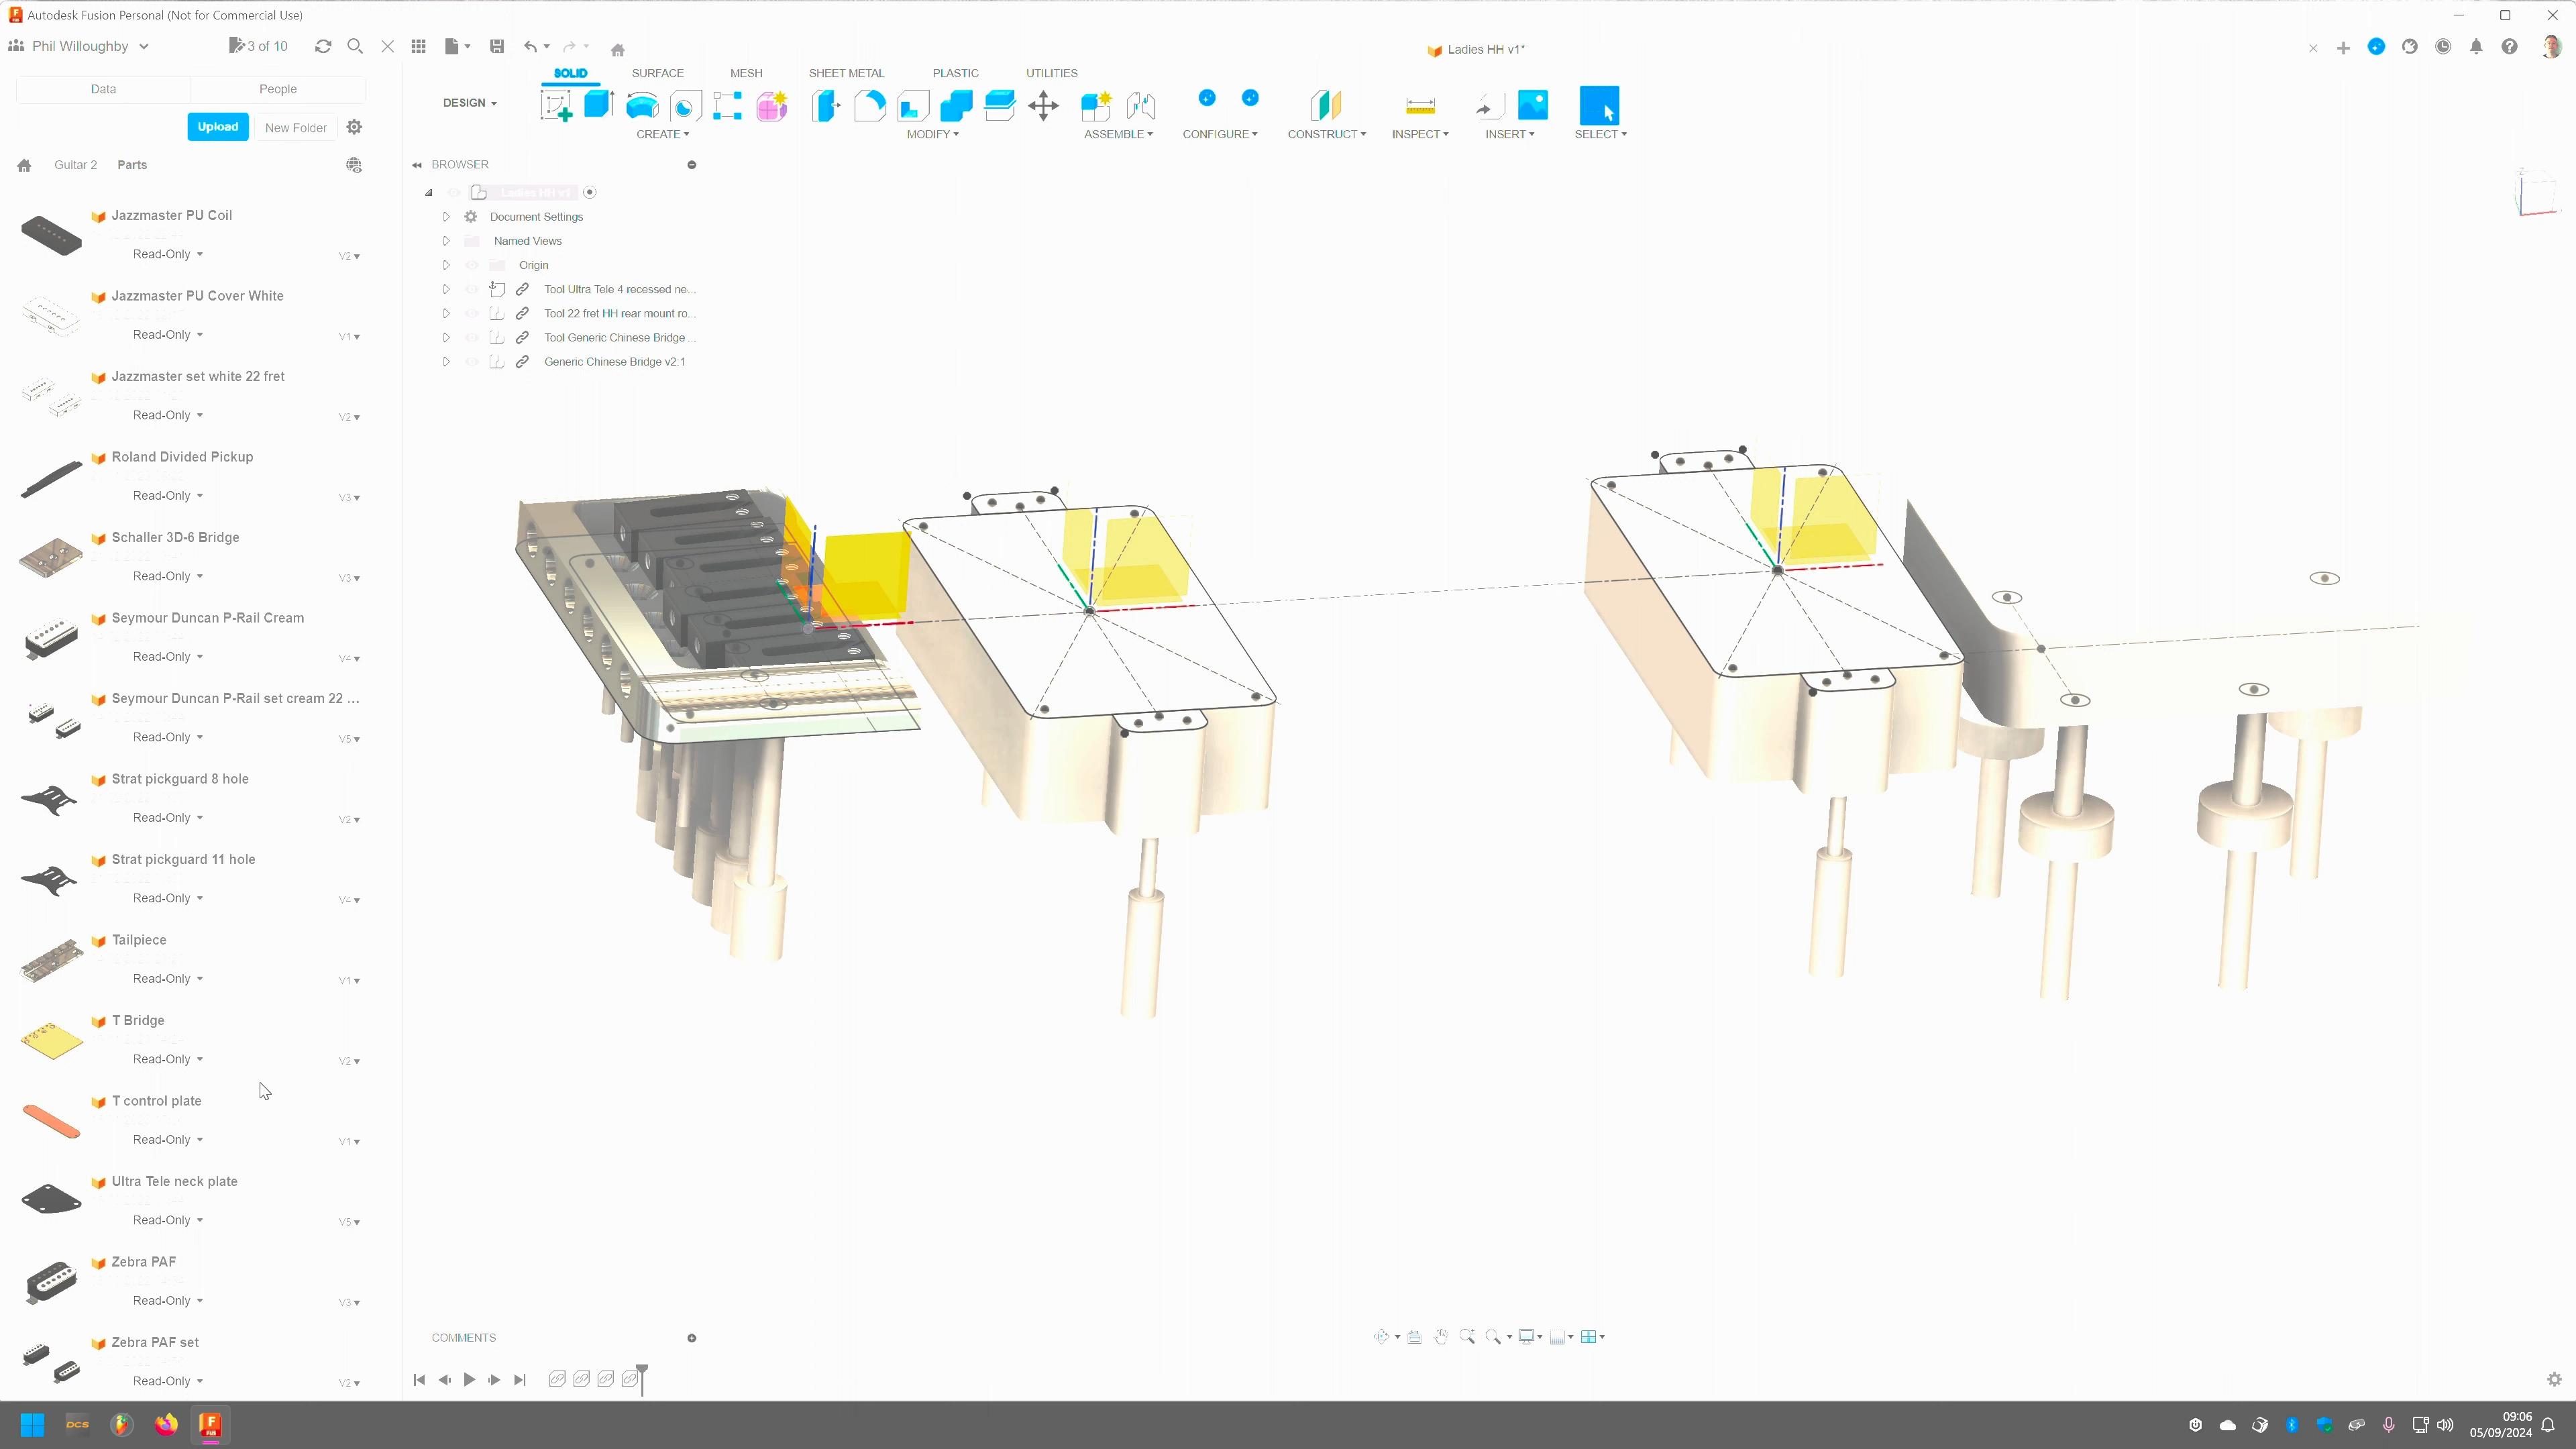 Autodesk Fusion Personal (Not for Commercial Use)
Phil Willoughby
3 of 10
Ladies HH v1*
Data
People
Upload
New Folder
Guitar 2
Parts
DESIGN
SOLID
SURFACE
MESH
SHEET METAL
PLASTIC
UTILITIES
CREATE
MODIFY
ASSEMBLE
CONFIGURE
CONSTRUCT
INSPECT
INSERT
SELECT
BROWSER
Ladies HH v1
Document Settings
Named Views
Origin
Tool Ultra Tele 4 recessed ne...
Tool 22 fret HH rear mount ro...
Tool Generic Chinese Bridge ...
Generic Chinese Bridge v2:1
Jazzmaster PU Coil
Read-Only
V2
Jazzmaster PU Cover White
Read-Only
V1
Jazzmaster set white 22 fret
Read-Only
V2
Roland Divided Pickup
Read-Only
V3
Schaller 3D-6 Bridge
Read-Only
V3
Seymour Duncan P-Rail Cream
Read-Only
V4
Seymour Duncan P-Rail set cream 22 ...
Read-Only
V5
Strat pickguard 8 hole
Read-Only
V2
Strat pickguard 11 hole
Read-Only
V4
Tailpiece
Read-Only
V1
T Bridge
Read-Only
V2
T control plate
Read-Only
V1
Ultra Tele neck plate
Read-Only
V5
Zebra PAF
Read-Only
V3
Zebra PAF set
Read-Only
V2
COMMENTS
DCS
F
FUS
09:06
05/09/2024